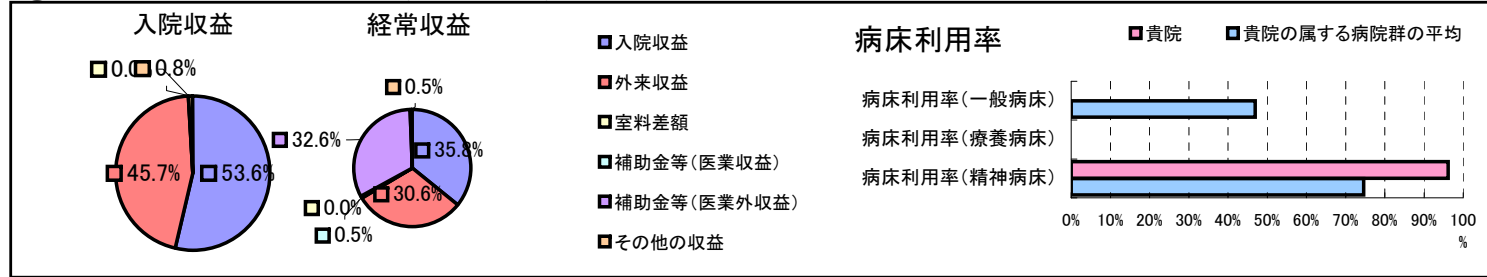 入院収益
0.0
0.8%
45.7%
53.6%
経常収益
0.5%
32.6%
35.8%
0.0%
30.6%
0.5%
入院収益
外来収益
室料差額
補助金等(医業収益)
補助金等(医業外収益)
その他の収益
病床利用率
貴院 貴院の属する病院群の平均
病床利用率(一般病床)
病床利用率(療養病床)
病床利用率(精神病床)
0% 10% 20% 30% 40% 50% 60% 70% 80% 90% 100
%